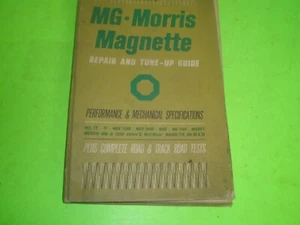 MG · Morris
Magnette
REPAIR AND TUNE-UP GUIDE
PERFORMANCE & MECHANICAL SPECIFICATIONS
PLUS COMPLETE ROAD & TRACK ROAD TESTS